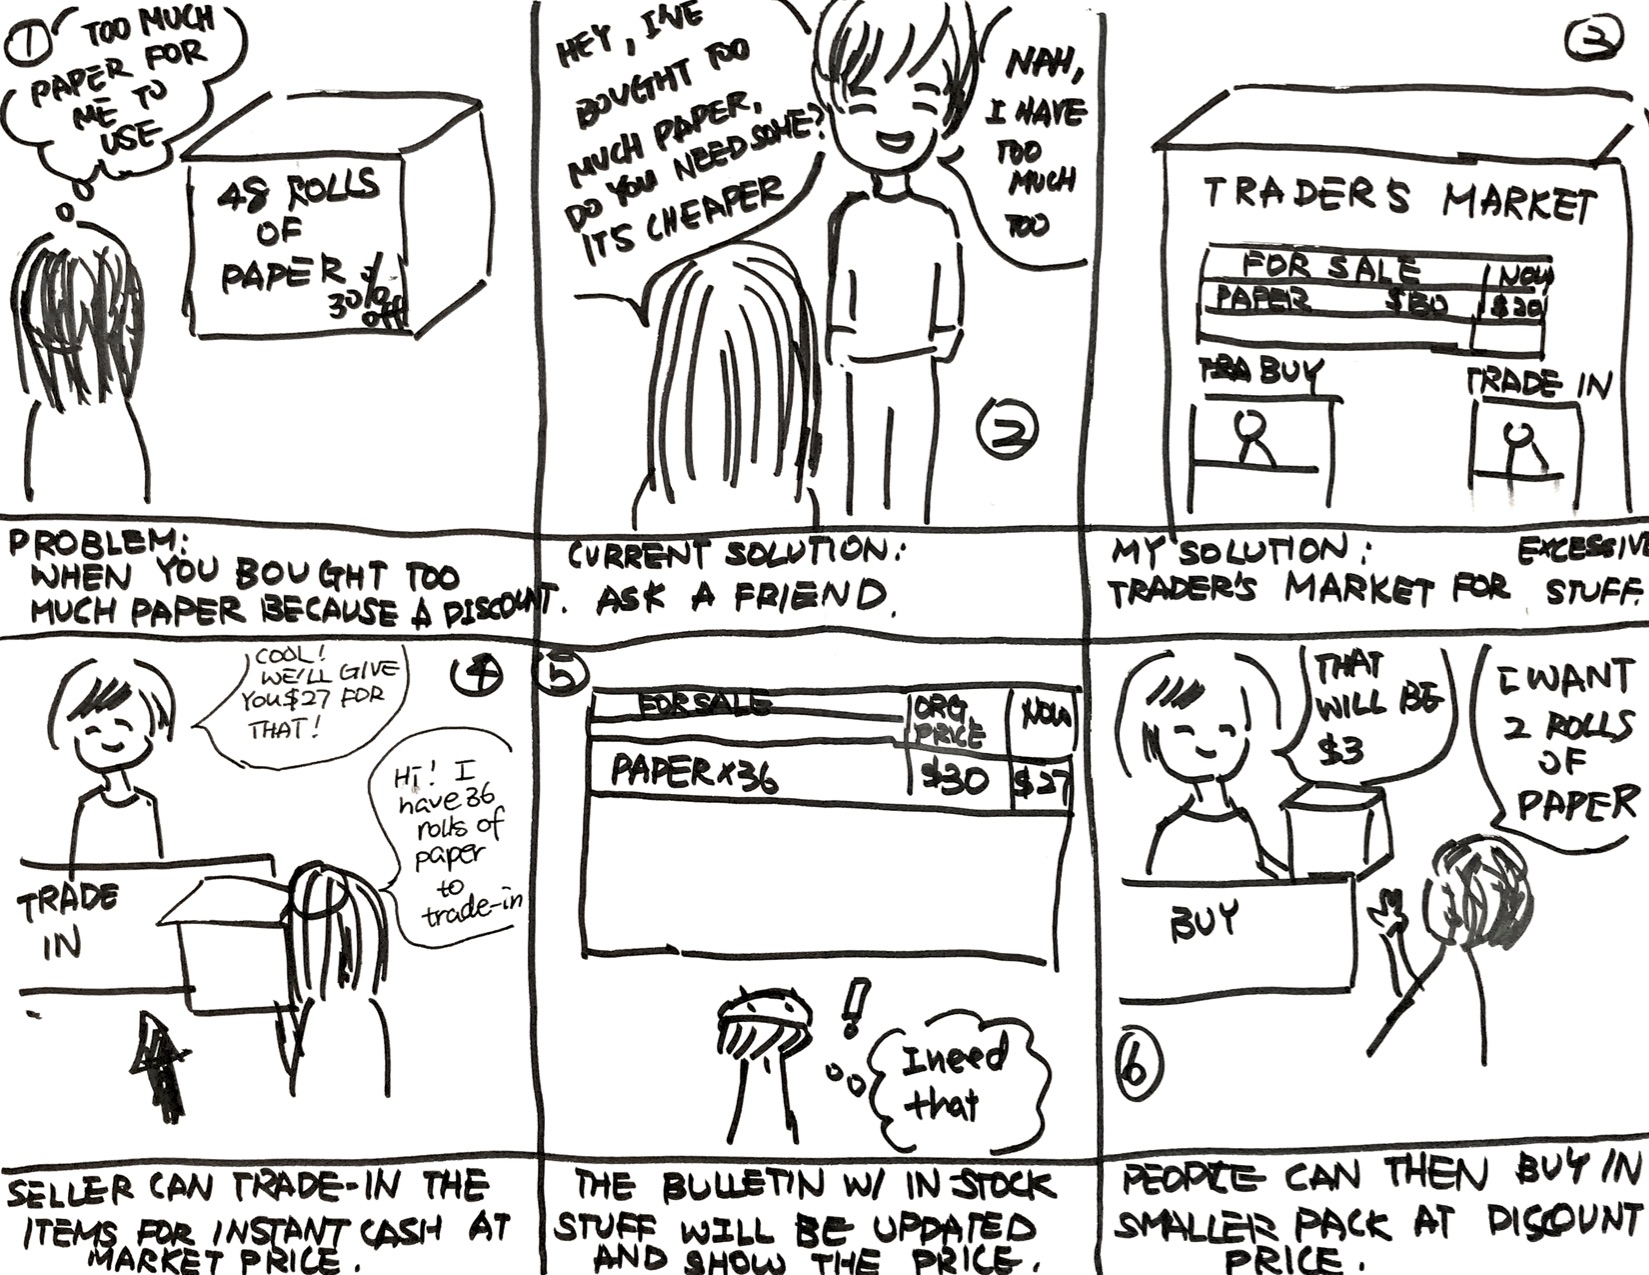 1
TOO MUCH
PAPER FOR
ME TO
USE
48 ROLLS
OF
PAPER
30%
off
PROBLEM:
WHEN YOU BOUGHT TOO
MUCH PAPER BECAUSE A DISCOUNT.
HEY, I'VE
BOUGHT TOO
MUCH PAPER,
DO YOU NEED SOME?
ITS CHEAPER
NAH,
I HAVE
TOO
MUCH
TOO
2
CURRENT SOLUTION:
ASK A FRIEND.
3
TRADER'S MARKET
FOR SALE NOW
PAPER $30 $20
BUY
TRADE IN
MY SOLUTION: EXCESSIVE
TRADER'S MARKET FOR STUFF.
4
COOL!
WE'LL GIVE
YOU $27 FOR
THAT!
Hi! I
have 36
rolls of
paper
to
trade-in
TRADE
IN
SELLER CAN TRADE-IN THE
ITEMS FOR INSTANT CASH AT
MARKET PRICE.
5
FOR SALE ORG. PRICE NOW
PAPER x36 $30 $27
!
I need
that
THE BULLETIN W/ IN STOCK
STUFF WILL BE UPDATED
AND SHOW THE PRICE.
THAT
WILL BE
$3
I WANT
2 ROLLS
OF
PAPER
BUY
6
PEOPLE CAN THEN BUY IN
SMALLER PACK AT DISCOUNT
PRICE.